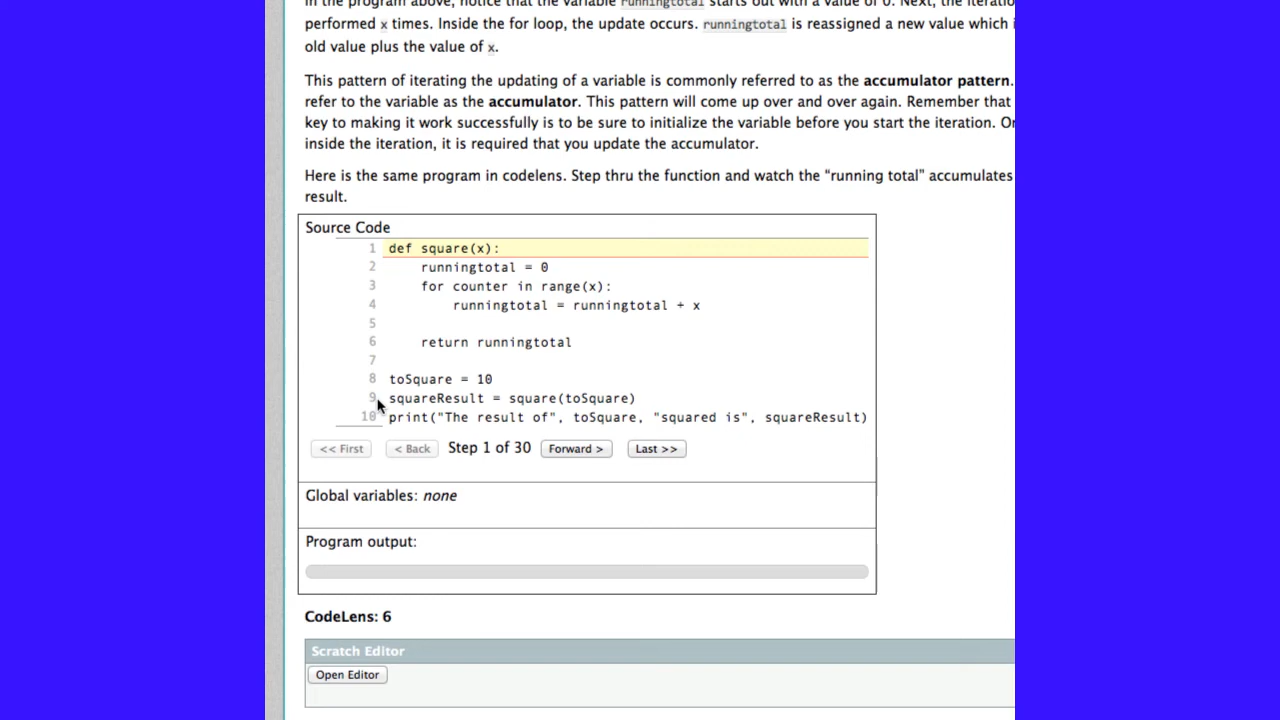 in the program above, notice that the variable runningtotal starts out with a value of 0. Next, the iteratio
performed x times. Inside the for loop, the update occurs. runningtotal is reassigned a new value which i
old value plus the value of x.
This pattern of iterating the updating of a variable is commonly referred to as the accumulator pattern.
refer to the variable as the accumulator. This pattern will come up over and over again. Remember that
key to making it work successfully is to be sure to initialize the variable before you start the iteration. On
inside the iteration, it is required that you update the accumulator.
Here is the same program in codelens. Step thru the function and watch the “running total” accumulates
result.
Source Code
1 def square(x):
2 runningtotal = 0
3 for counter in range(x):
4 runningtotal = runningtotal + x
5
6 return runningtotal
7
8 toSquare = 10
9 squareResult = square(toSquare)
10 print("The result of", toSquare, "squared is", squareResult)
<< First < Back Step 1 of 30 Forward > Last >>
Global variables: none
Program output:
CodeLens: 6
Scratch Editor
Open Editor